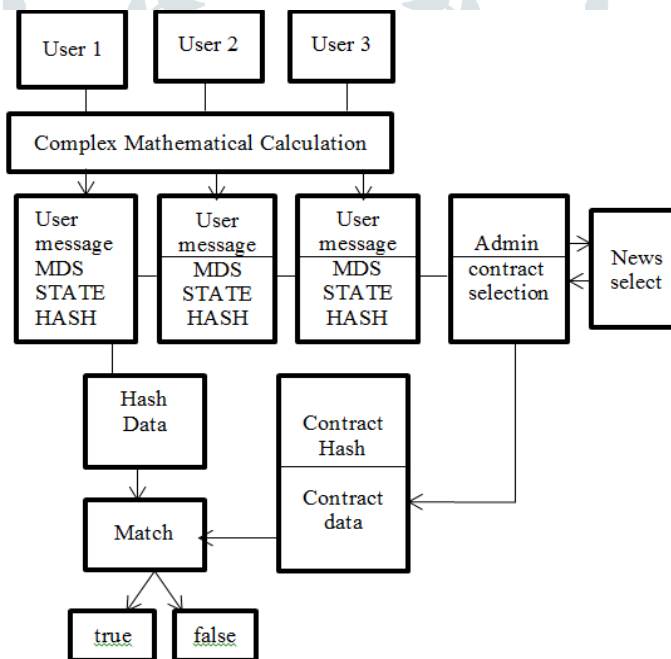 User 1
User 2
User 3
Complex Mathematical Calculation
User
message
MDS
STATE
HASH
User
message
MDS
STATE
HASH
User
message
MDS
STATE
HASH
Admin
contract
selection
News
select
Hash
Data
Contract
Hash
Contract
data
Match
true
false